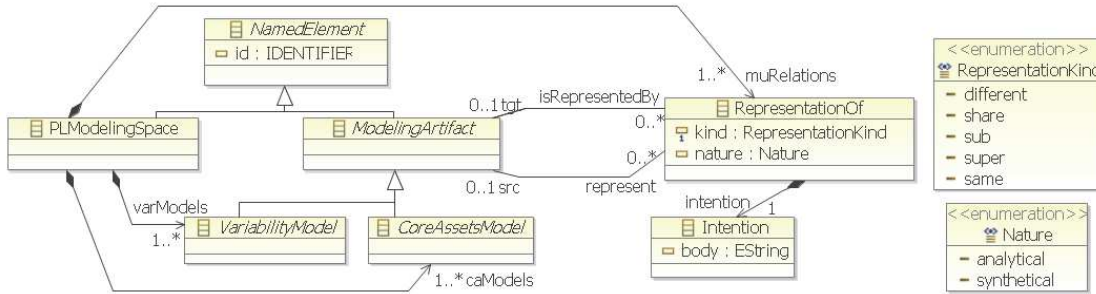 NamedElement
id : IDENTIFIER
1..*
muRelations
<<enumeration>>
RepresentationKind
different
share
sub
super
same
PLModelingSpace
ModelingArtifact
0..1 tgt
isRepresentedBy
0..*
RepresentationOf
kind : RepresentationKind
nature : Nature
0..*
0..1 src
represent
varModels
1..*
VariabilityModel
CoreAssetsModel
1..* caModels
intention
1
Intention
body : EString
<<enumeration>>
Nature
analytical
synthetical